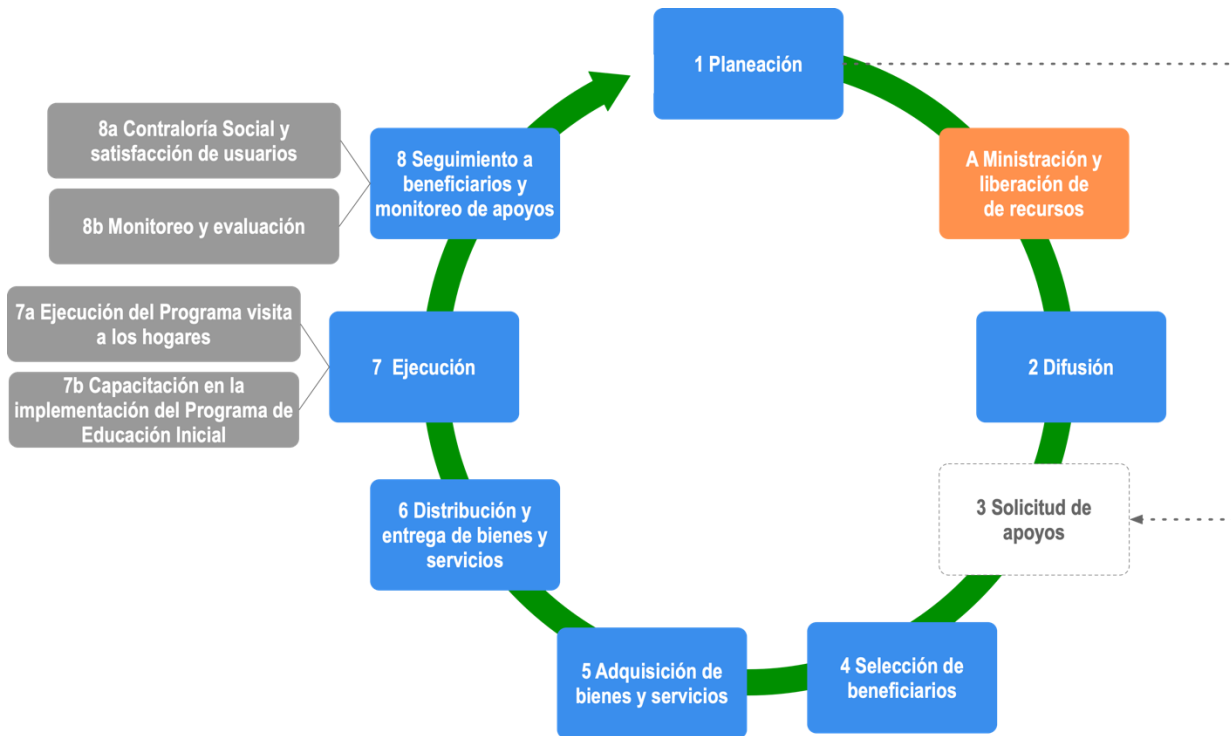 1 Planeación
A Ministración y
liberación de
de recursos
2 Difusión
3 Solicitud de
apoyos
4 Selección de
beneficiarios
5 Adquisición de
bienes y servicios
6 Distribución y
entrega de bienes y
servicios
7 Ejecución
7a Ejecución del Programa visita
a los hogares
7b Capacitación en la
implementación del Programa de
Educación Inicial
8 Seguimiento a
beneficiarios y
monitoreo de apoyos
8a Contraloría Social y
satisfacción de usuarios
8b Monitoreo y evaluación